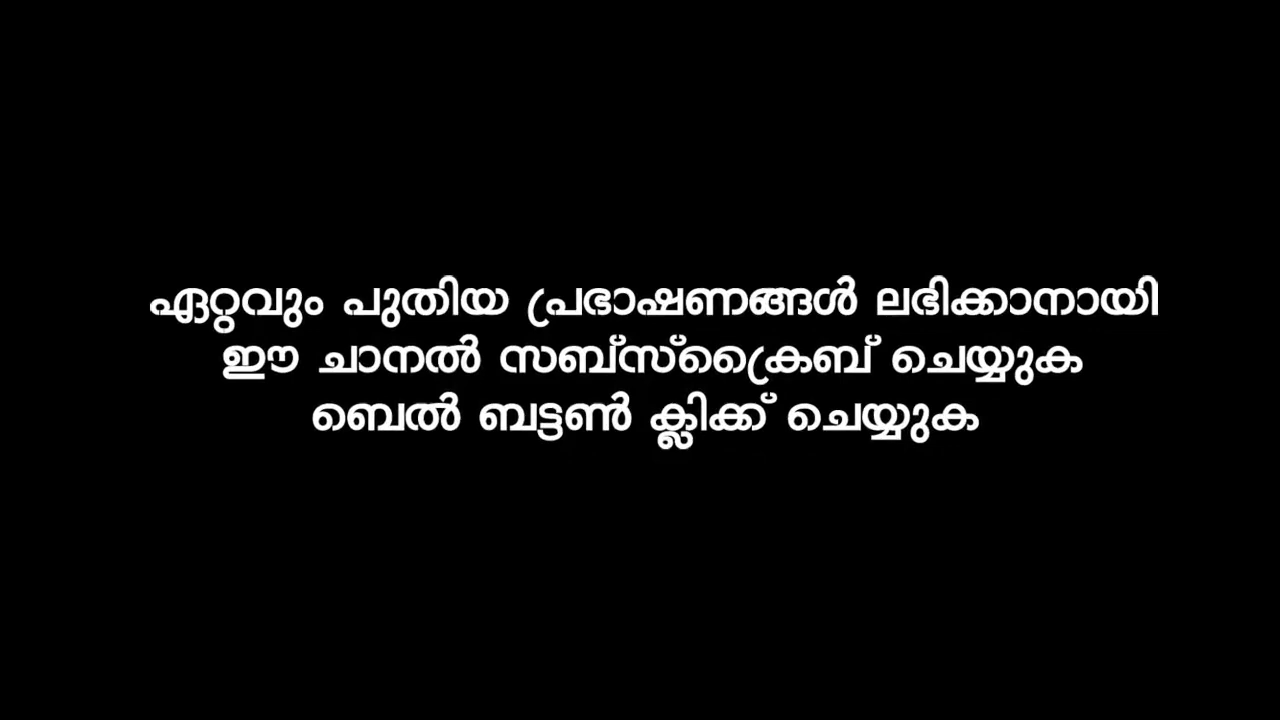 ഏറ്റവും പുതിയ പ്രഭാഷണങ്ങൾ ലഭിക്കാനായി
ഈ ചാനൽ സബ്സ്ക്രൈബ് ചെയ്യുക
ബെൽ ബട്ടൺ ക്ലിക്ക് ചെയ്യുക